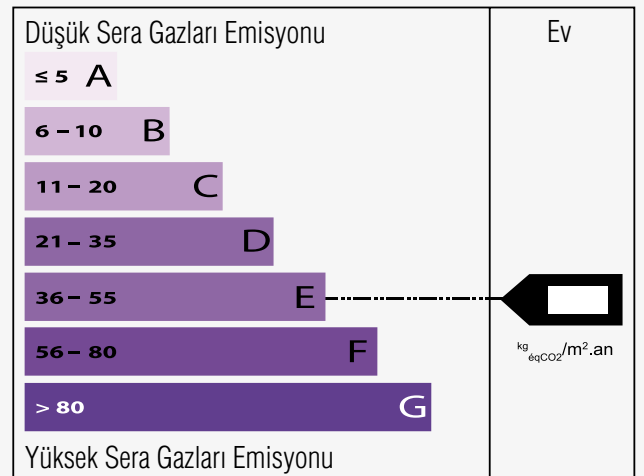 Düşük Sera Gazları Emisyonu
Ev
≤ 5 A
6 – 10 B
11 – 20 C
21 – 35 D
36 – 55 E
kg éqCO2/m².an
56 – 80 F
> 80 G
Yüksek Sera Gazları Emisyonu